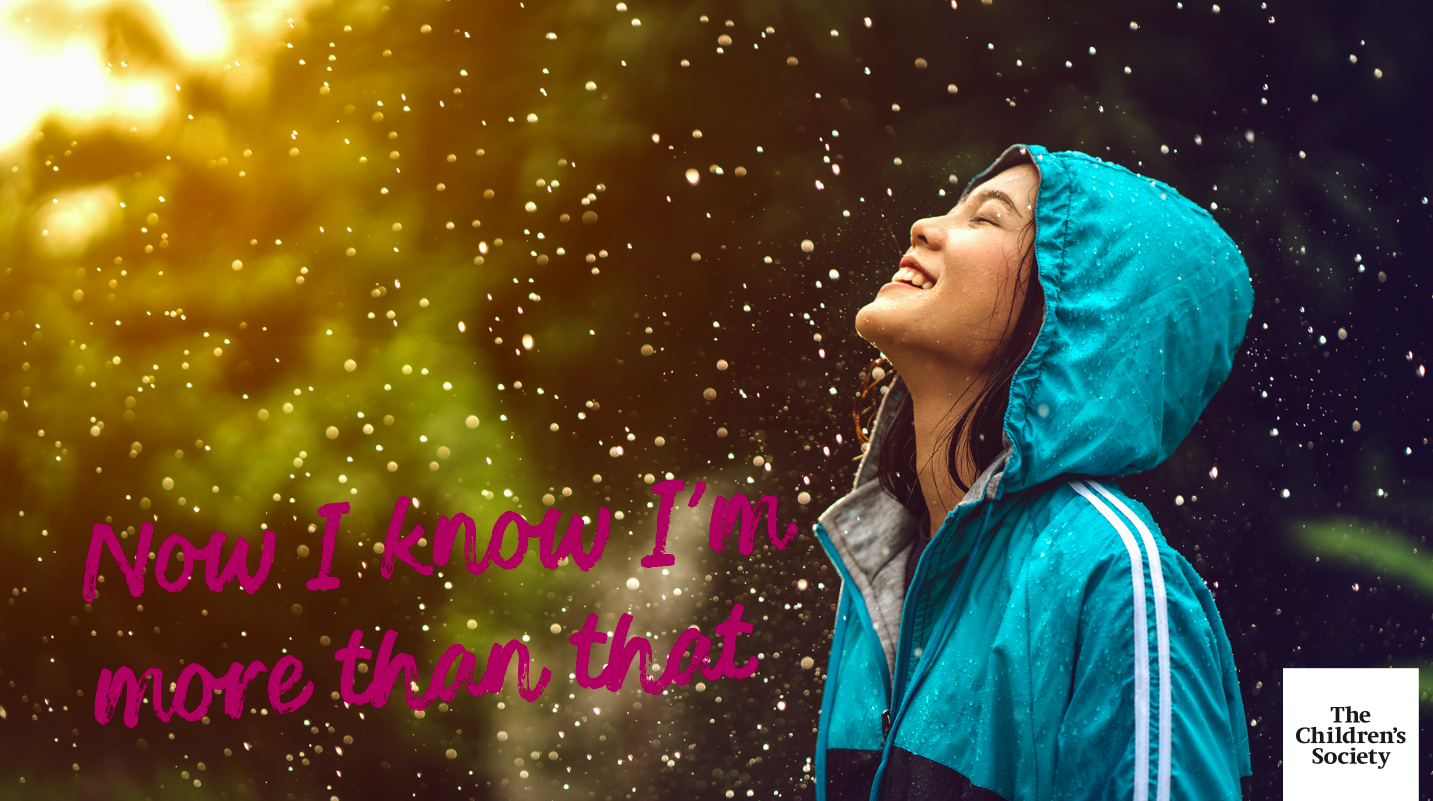 Now I know I'm
more than that
The
Children's
Society